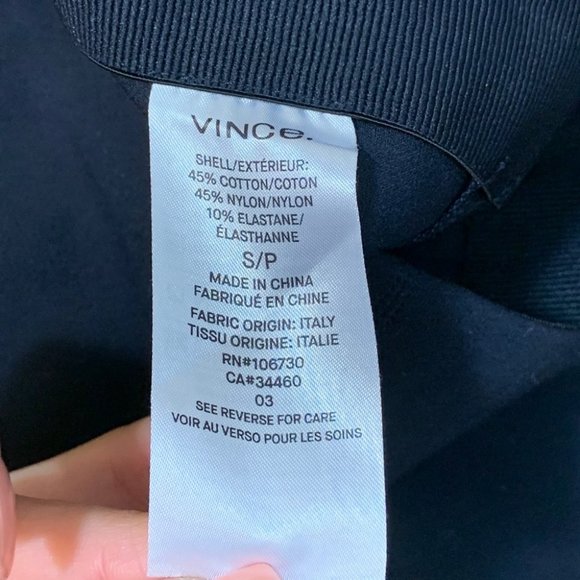 VINCe.
SHELL/EXTÉRIEUR:
45% COTTON/COTON
45% NYLON/NYLON
10% ELASTANE/
ÉLASTHANNE
S/P
MADE IN CHINA
FABRIQUÉ EN CHINE
FABRIC ORIGIN: ITALY
TISSU ORIGINE: ITALIE
RN#106730
CA#34460
03
SEE REVERSE FOR CARE
VOIR AU VERSO POUR LES SOINS